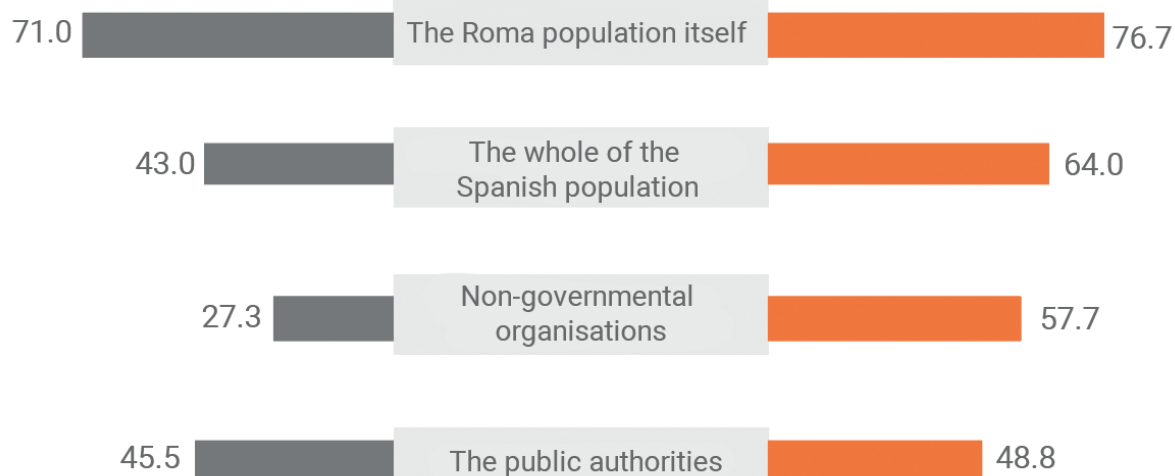 71.0 The Roma population itself 76.7
43.0 The whole of the Spanish population 64.0
27.3 Non-governmental organisations 57.7
45.5 The public authorities 48.8